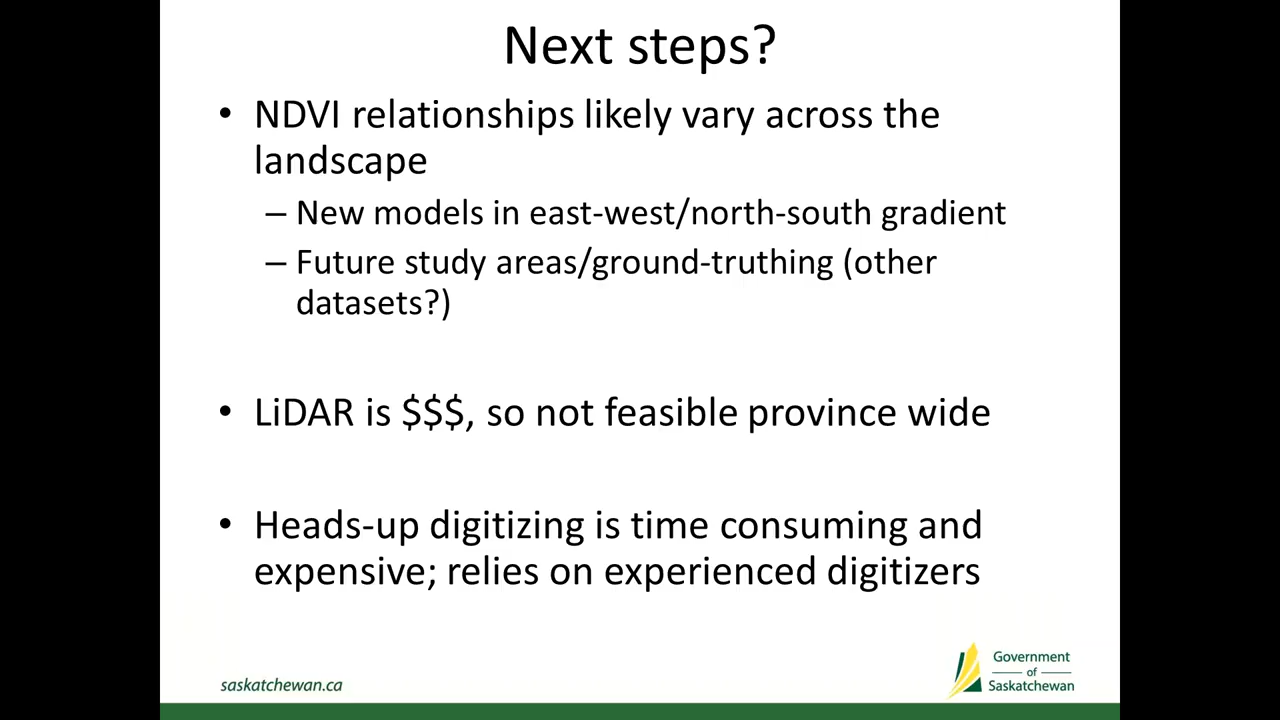 Next steps?
• NDVI relationships likely vary across the
landscape
– New models in east-west/north-south gradient
– Future study areas/ground-truthing (other
datasets?)
• LiDAR is $$$, so not feasible province wide
• Heads-up digitizing is time consuming and
expensive; relies on experienced digitizers
saskatchewan.ca
Government
of
Saskatchewan